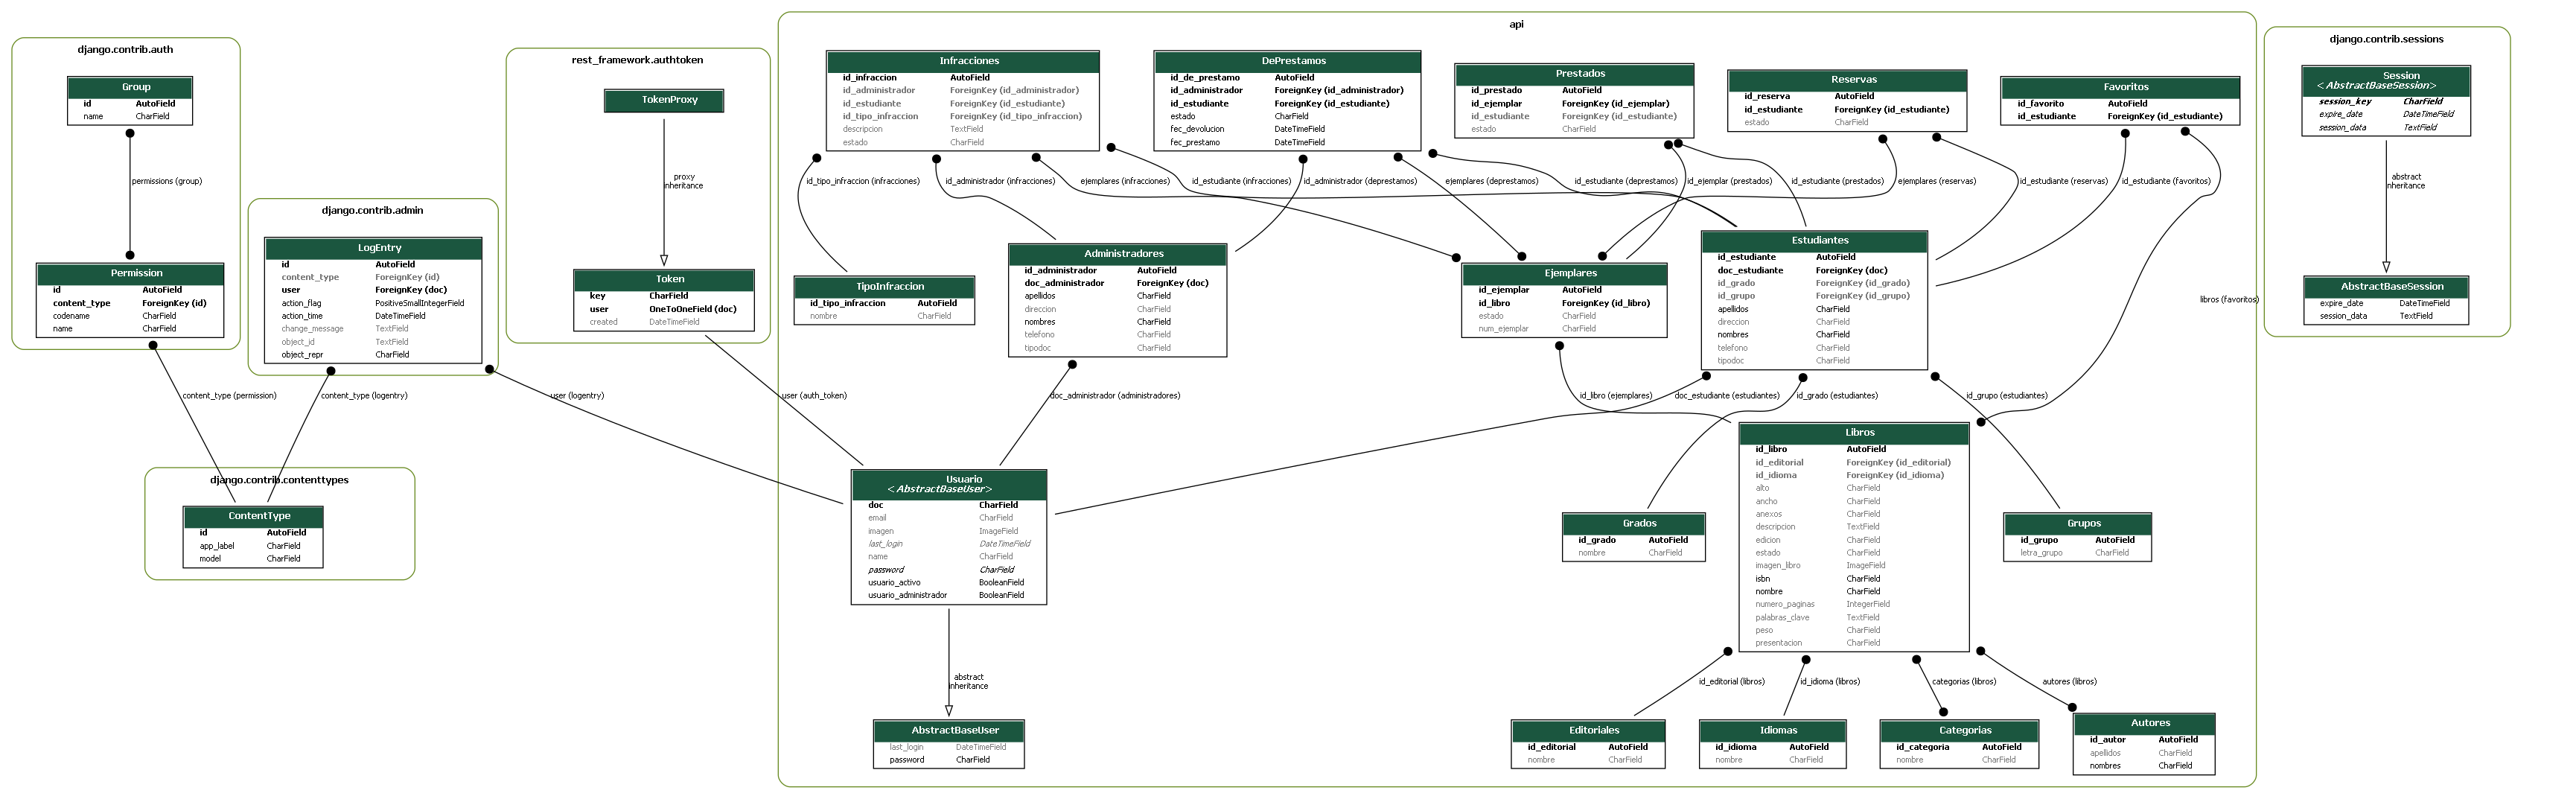 django.contrib.auth
Group
id AutoField
name CharField
permissions (group)
Permission
id AutoField
content_type ForeignKey (id)
codename CharField
name CharField
content_type (permission)
django.contrib.admin
LogEntry
id AutoField
content_type ForeignKey (id)
user ForeignKey (doc)
action_flag PositiveSmallIntegerField
action_time DateTimeField
change_message TextField
object_id TextField
object_repr CharField
content_type (logentry)
user (logentry)
django.contrib.contenttypes
ContentType
id AutoField
app_label CharField
model CharField
rest_framework.authtoken
TokenProxy
proxy
inheritance
Token
key CharField
user OneToOneField (doc)
created DateTimeField
user (auth_token)
api
Infracciones
id_infraccion AutoField
id_administrador ForeignKey (id_administrador)
id_estudiante ForeignKey (id_estudiante)
id_tipo_infraccion ForeignKey (id_tipo_infraccion)
descripcion TextField
estado CharField
DePrestamos
id_de_prestamo AutoField
id_administrador ForeignKey (id_administrador)
id_estudiante ForeignKey (id_estudiante)
estado CharField
fec_devolucion DateTimeField
fec_prestamo DateTimeField
Prestados
id_prestado AutoField
id_ejemplar ForeignKey (id_ejemplar)
id_estudiante ForeignKey (id_estudiante)
estado CharField
Reservas
id_reserva AutoField
id_estudiante ForeignKey (id_estudiante)
estado CharField
Favoritos
id_favorito AutoField
id_estudiante ForeignKey (id_estudiante)
id_tipo_infraccion (infracciones)
id_administrador (infracciones)
ejemplares (infracciones)
id_estudiante (infracciones)
id_administrador (deprestamos)
ejemplares (deprestamos)
id_estudiante (deprestamos)
id_ejemplar (prestados)
id_estudiante (prestados)
ejemplares (reservas)
id_estudiante (reservas)
id_estudiante (favoritos)
libros (favoritos)
TipoInfraccion
id_tipo_infraccion AutoField
nombre CharField
Administradores
id_administrador AutoField
doc_administrador ForeignKey (doc)
apellidos CharField
direccion CharField
nombres CharField
telefono CharField
tipodoc CharField
Ejemplares
id_ejemplar AutoField
id_libro ForeignKey (id_libro)
estado CharField
num_ejemplar CharField
Estudiantes
id_estudiante AutoField
doc_estudiante ForeignKey (doc)
id_grado ForeignKey (id_grado)
id_grupo ForeignKey (id_grupo)
apellidos CharField
direccion CharField
nombres CharField
telefono CharField
tipodoc CharField
doc_administrador (administradores)
id_libro (ejemplares)
doc_estudiante (estudiantes)
id_grado (estudiantes)
id_grupo (estudiantes)
Usuario
<AbstractBaseUser>
doc CharField
email CharField
imagen ImageField
last_login DateTimeField
name CharField
password CharField
usuario_activo BooleanField
usuario_administrador BooleanField
abstract
inheritance
AbstractBaseUser
last_login DateTimeField
password CharField
Grados
id_grado AutoField
nombre CharField
Libros
id_libro AutoField
id_editorial ForeignKey (id_editorial)
id_idioma ForeignKey (id_idioma)
alto CharField
ancho CharField
anexos CharField
descripcion TextField
edicion CharField
estado CharField
imagen_libro ImageField
isbn CharField
nombre CharField
numero_paginas IntegerField
palabras_clave TextField
peso CharField
presentacion CharField
Grupos
id_grupo AutoField
letra_grupo CharField
id_editorial (libros)
id_idioma (libros)
categorias (libros)
autores (libros)
Editoriales
id_editorial AutoField
nombre CharField
Idiomas
id_idioma AutoField
nombre CharField
Categorias
id_categoria AutoField
nombre CharField
Autores
id_autor AutoField
apellidos CharField
nombres CharField
django.contrib.sessions
Session
<AbstractBaseSession>
session_key CharField
expire_date DateTimeField
session_data TextField
abstract
inheritance
AbstractBaseSession
expire_date DateTimeField
session_data TextField